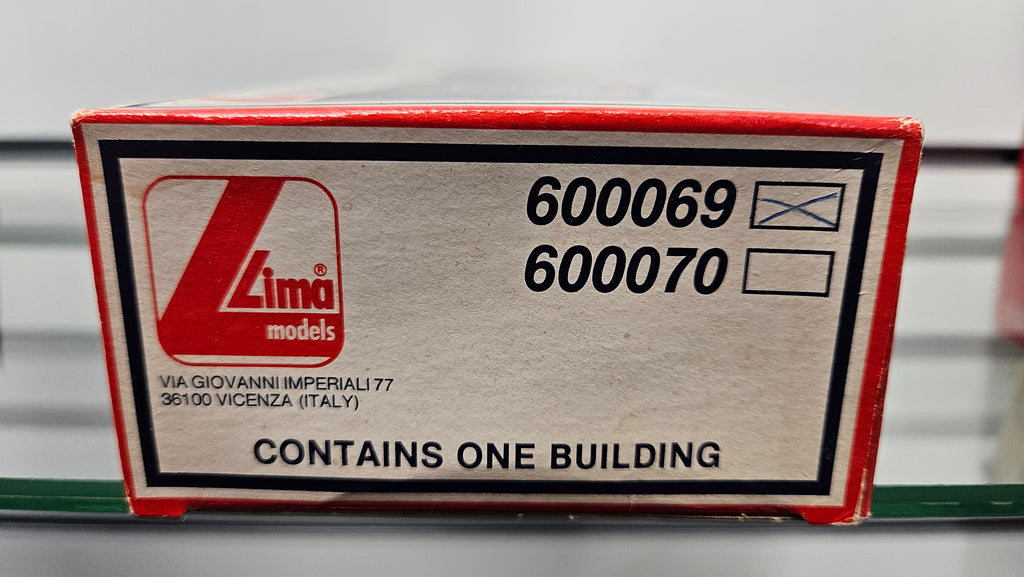 Lima®
models
VIA GIOVANNI IMPERIALI 77
36100 VICENZA (ITALY)
600069
600070
CONTAINS ONE BUILDING